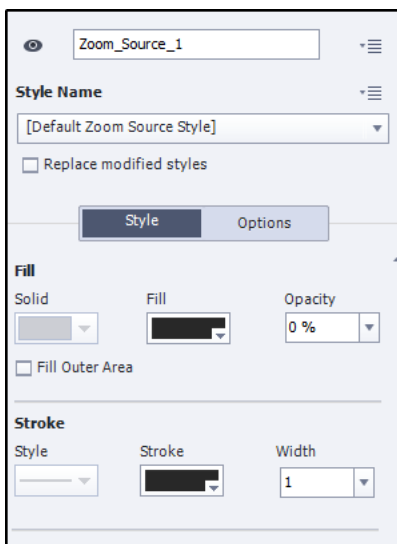 Zoom_Source_1
Style Name
[Default Zoom Source Style]
Replace modified styles
Style Options
Fill
Solid Fill Opacity
0 %
Fill Outer Area
Stroke
Style Stroke Width
1